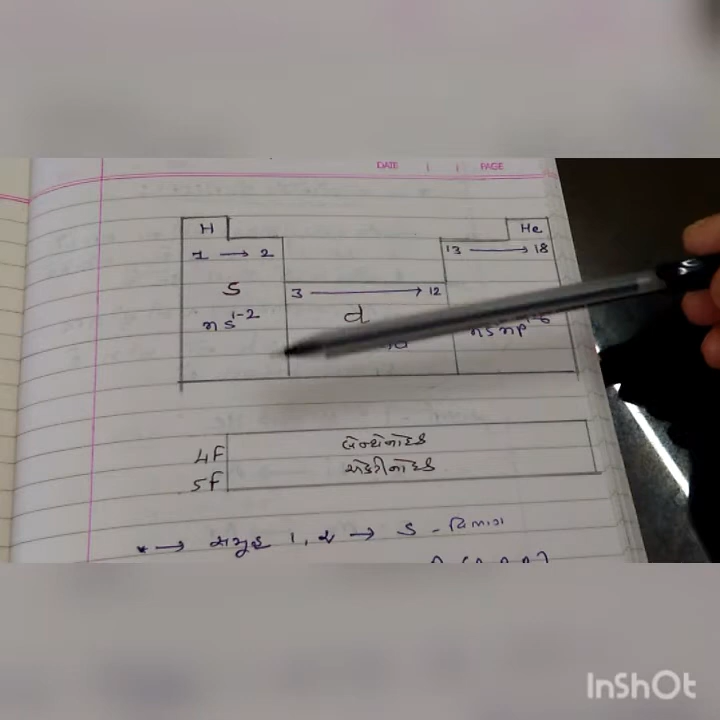 DATE | | PAGE
H He
1 → 2 13 → 18
s 3 → 12
d
ns¹⁻²
4F લેન્થેનોઇડ
5F એક્ટીનોઇડ
* → સમૂહ 1, ૨ → s - વિભાગ
InShOt